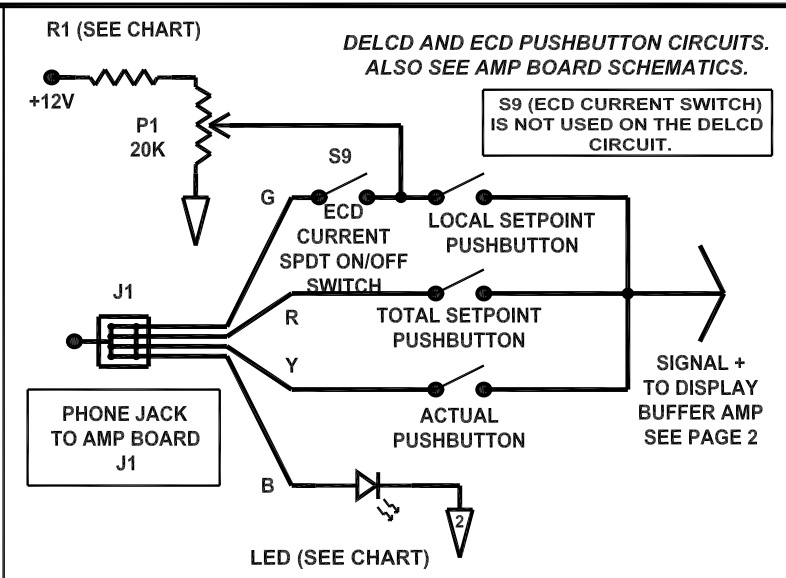 R1 (SEE CHART)
DELCD AND ECD PUSHBUTTON CIRCUITS.
ALSO SEE AMP BOARD SCHEMATICS.
+12V
P1
20K
S9 (ECD CURRENT SWITCH)
IS NOT USED ON THE DELCD
CIRCUIT.
S9
G
ECD
CURRENT
SPDT ON/OFF
SWITCH
LOCAL SETPOINT
PUSHBUTTON
J1
R
TOTAL SETPOINT
PUSHBUTTON
Y
SIGNAL +
TO DISPLAY
BUFFER AMP
SEE PAGE 2
PHONE JACK
TO AMP BOARD
J1
ACTUAL
PUSHBUTTON
B
2
LED (SEE CHART)